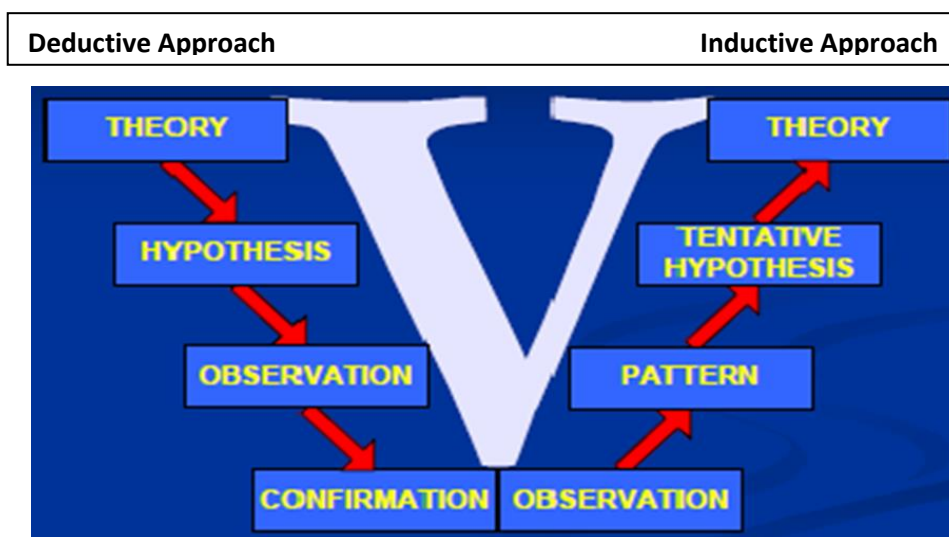 Deductive Approach Inductive Approach
THEORY THEORY
HYPOTHESIS TENTATIVE
HYPOTHESIS
OBSERVATION PATTERN
CONFIRMATION OBSERVATION
V